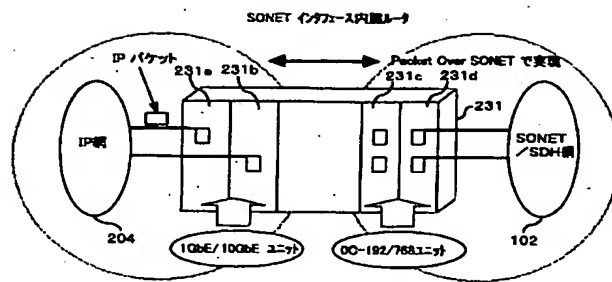 SONET インタフェース内蔵ルータ
IP パケット
231a
231b
Packet Over SONET で実現
231c
231d
231
IP網
SONET
/SDH網
204
1GbE/10GbE ユニット
OC-192/768ユニット
102